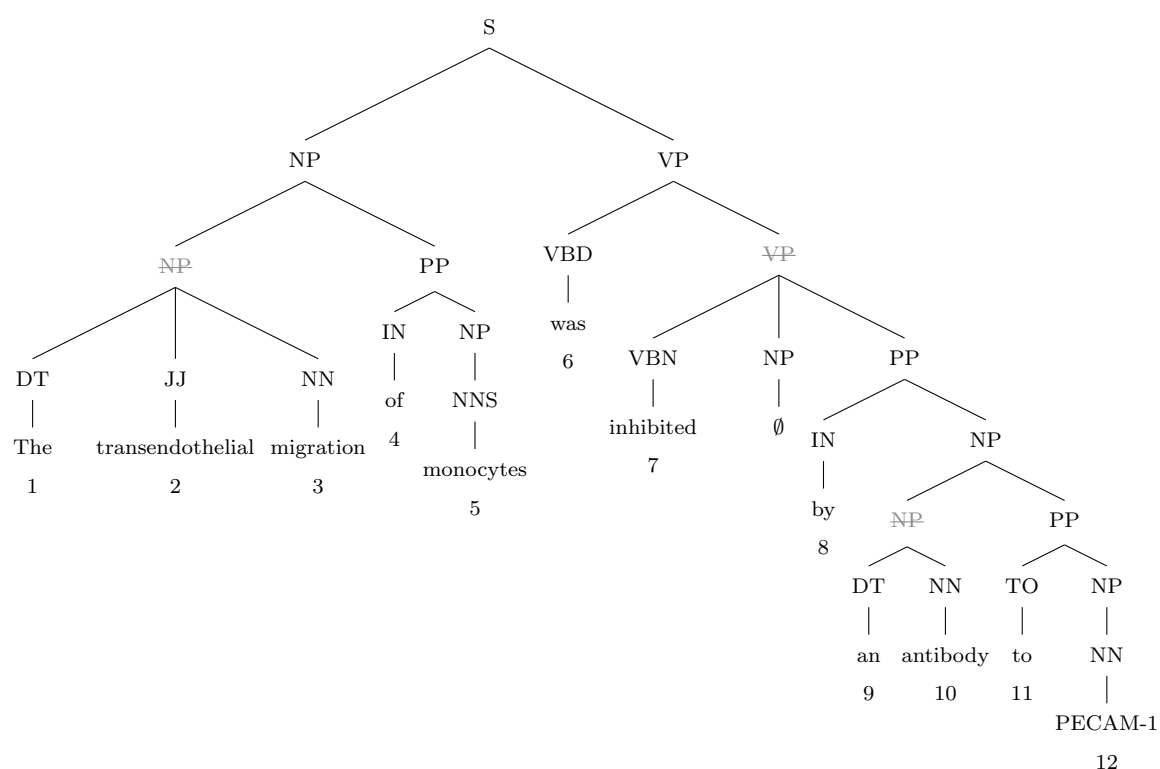 S
NP VP
NP PP VBD VP
DT JJ NN IN NP was VBN NP PP
The transendothelial migration of NNS 6 inhibited ∅ IN NP
1 2 3 4 monocytes 7 by NP PP
5 8 DT NN TO NP
an antibody to NN
9 10 11 PECAM-1
12